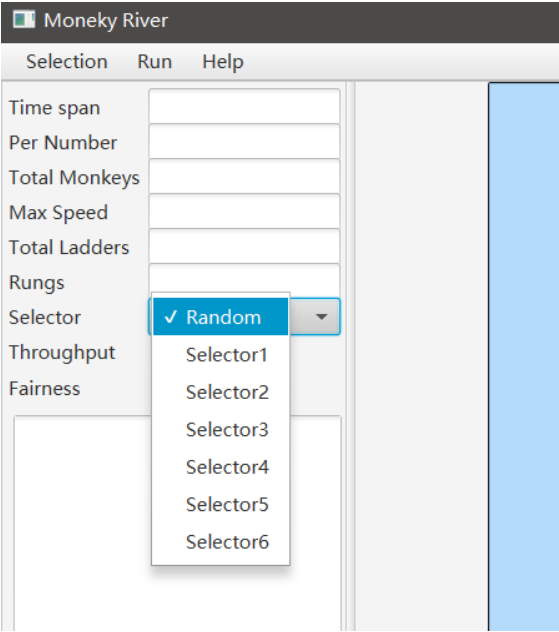 Moneky River
Selection Run Help
Time span
Per Number
Total Monkeys
Max Speed
Total Ladders
Rungs
Selector ✓ Random
Throughput Selector1
Fairness Selector2
Selector3
Selector4
Selector5
Selector6